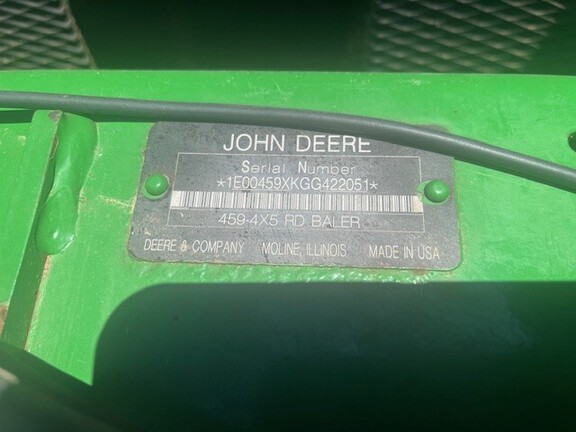 JOHN DEERE
Serial Number
*1E00459XKGG422051*
459-4X5 RD BALER
DEERE & COMPANY MOLINE, ILLINOIS MADE IN USA